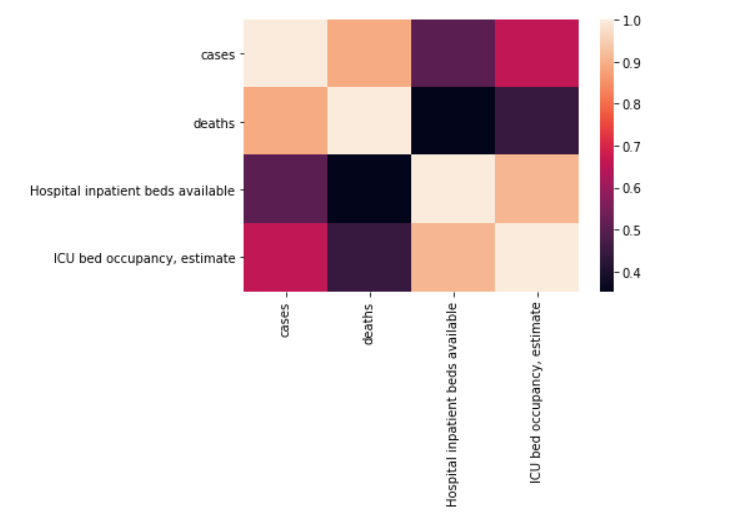 cases
deaths
Hospital inpatient beds available
ICU bed occupancy, estimate
cases
deaths
Hospital inpatient beds available
ICU bed occupancy, estimate
1.0
0.9
0.8
0.7
0.6
0.5
0.4